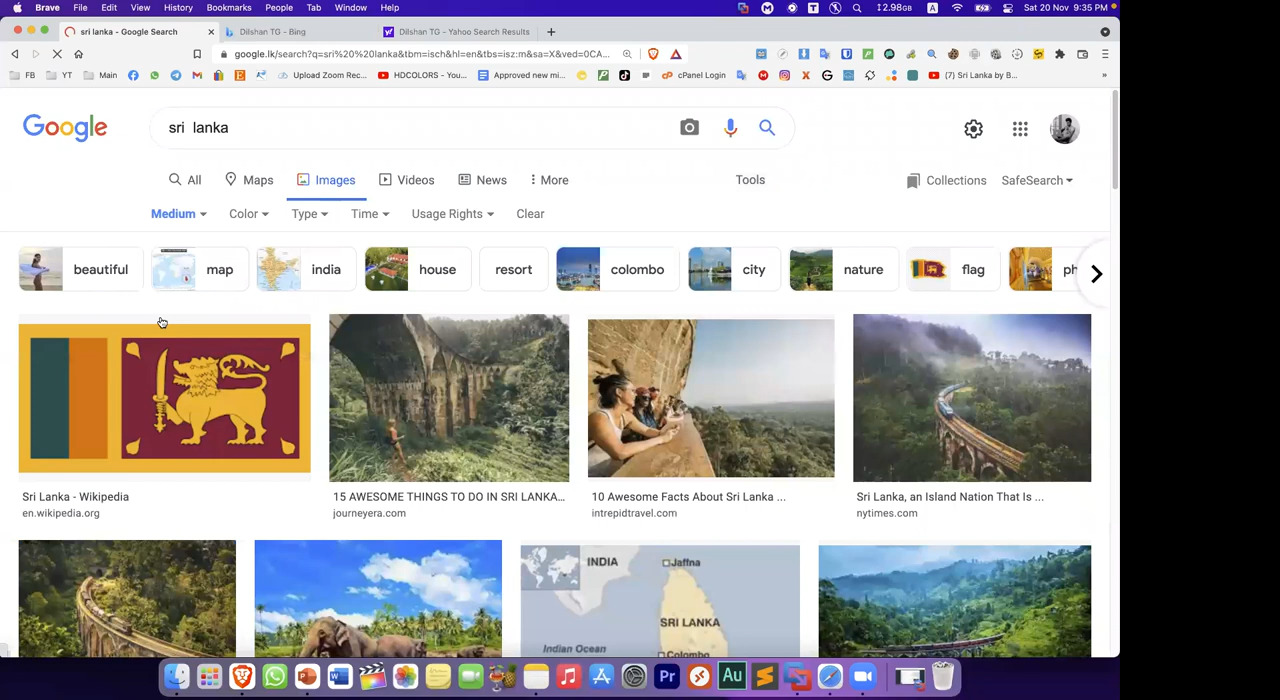 Brave File Edit View History Bookmarks People Tab Window Help 2.98GB A Sat 20 Nov 9:35 PM
sri lanka - Google Search Dilshan TG - Bing Dilshan TG - Yahoo Search Results
google.lk/search?q=sri%20%20lanka&tbm=isch&hl=en&tbs=isz:m&sa=X&ved=0CA...
FB YT Main Upload Zoom Rec... HDCOLORS - You... Approved new mi... cPanel Login (7) Sri Lanka by B... »
Google sri lanka
All Maps Images Videos News More Tools Collections SafeSearch
Medium Color Type Time Usage Rights Clear
beautiful map india house resort colombo city nature flag ph
Sri Lanka - Wikipedia
en.wikipedia.org
15 AWESOME THINGS TO DO IN SRI LANKA...
journeyera.com
10 Awesome Facts About Sri Lanka ...
intrepidtravel.com
Sri Lanka, an Island Nation That Is ...
nytimes.com
INDIA
Jaffna
SRI LANKA
Indian Ocean
Colombo
Pr Au